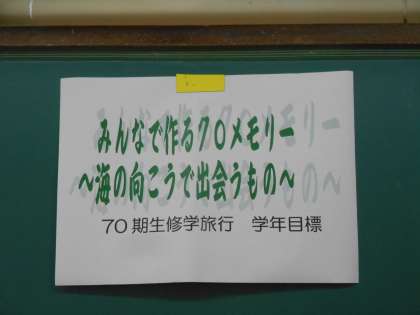 みんなで作る70メモリー
～海の向こうで出会うもの～
70期生修学旅行　学年目標